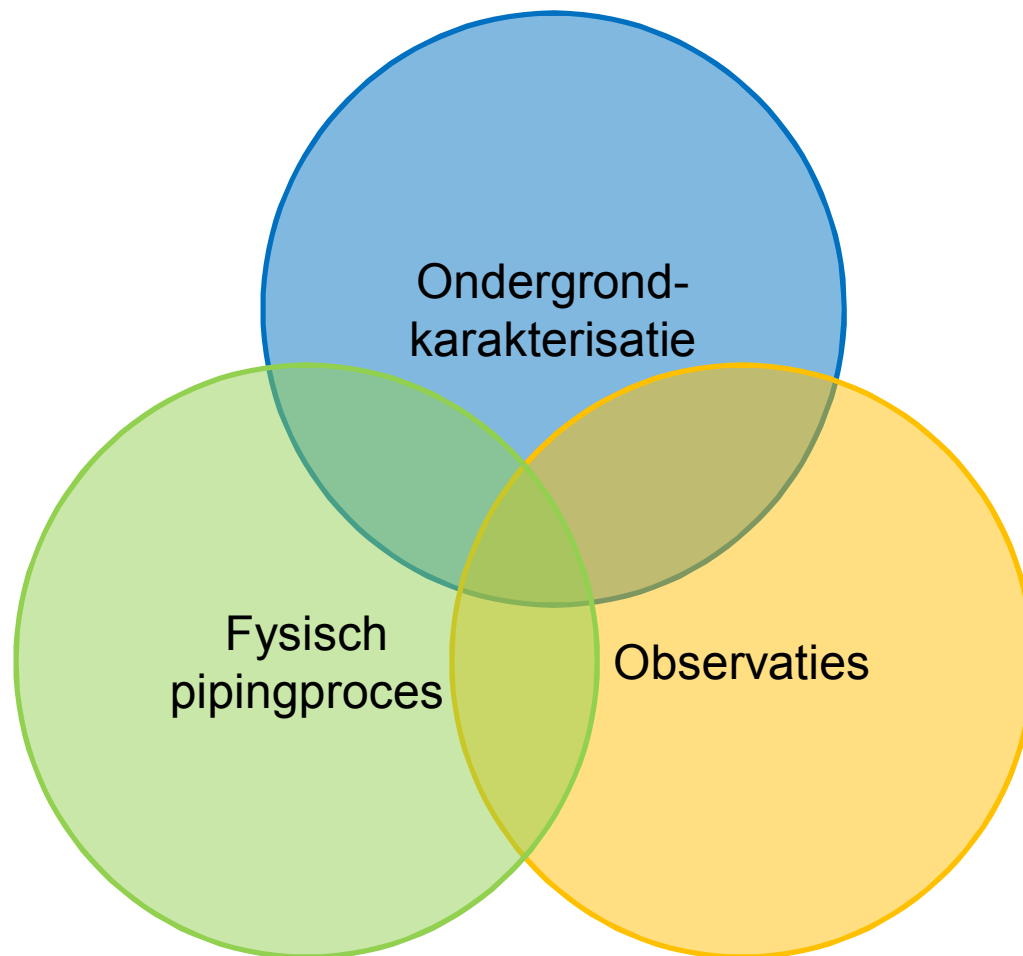 Ondergrond-
karakterisatie
Fysisch
pipingproces
Observaties